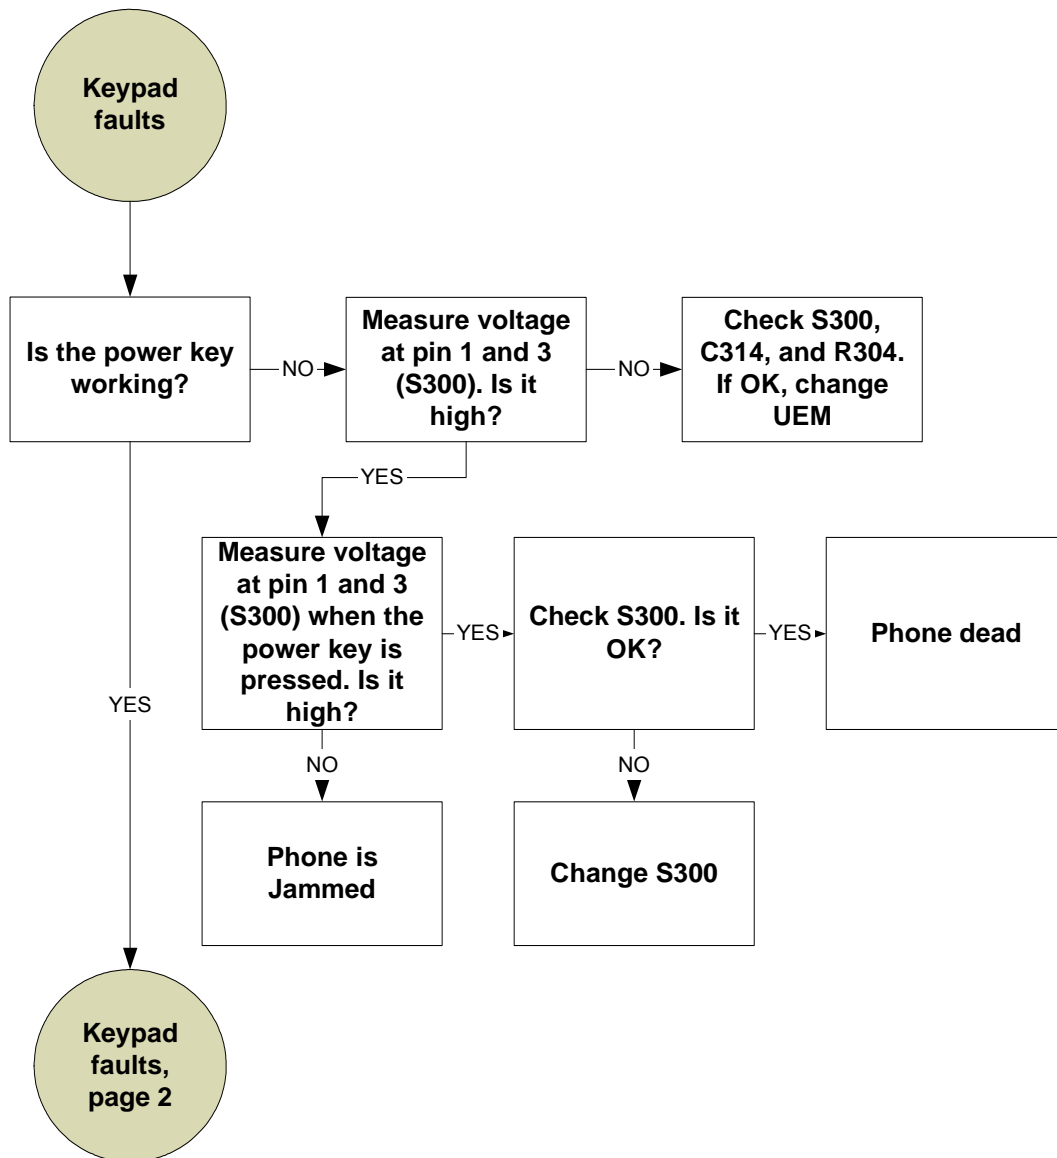 Keypad
faults
Is the power key
working?
NO
Measure voltage
at pin 1 and 3
(S300). Is it
high?
NO
Check S300,
C314, and R304.
If OK, change
UEM
YES
Measure voltage
at pin 1 and 3
(S300) when the
power key is
pressed. Is it
high?
YES
Check S300. Is it
OK?
YES
Phone dead
YES
NO
NO
Phone is
Jammed
Change S300
Keypad
faults,
page 2